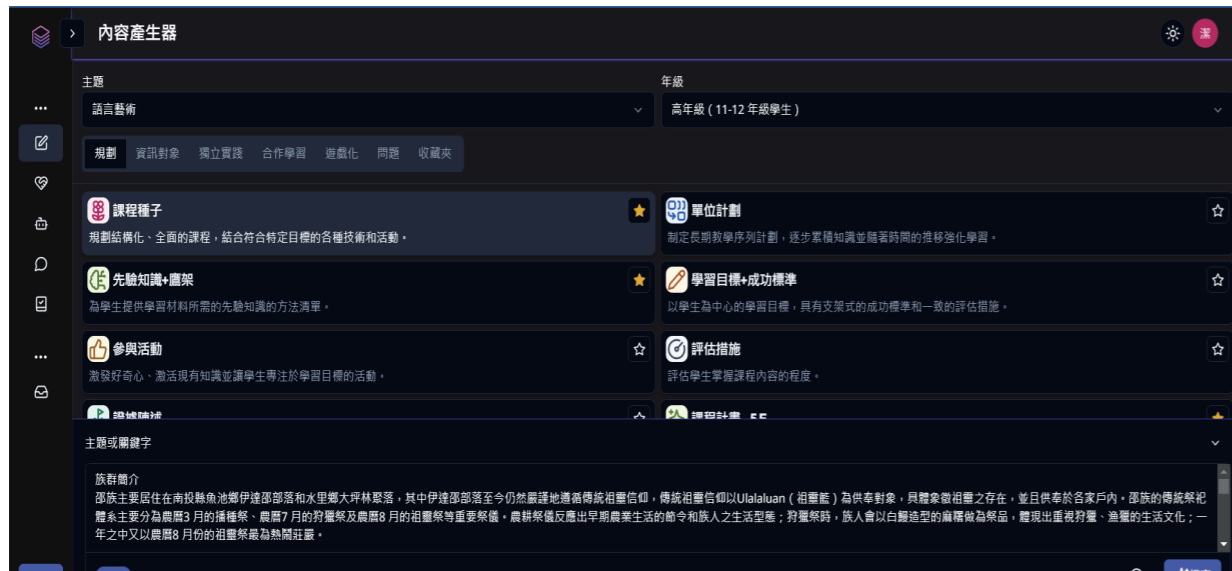 內容產生器
潔
主題
年級
語言藝術
高年級 ( 11-12 年級學生 )
規劃
資訊對象
獨立實踐
合作學習
遊戲化
問題
收藏夾
課程種子
規劃結構化、全面的課程，結合符合特定目標的各種技術和活動。
單位計劃
制定長期教學序列計劃，逐步累積知識並隨著時間的推移強化學習。
先驗知識+鷹架
為學生提供學習材料所需的先驗知識的方法清單。
學習目標+成功標準
以學生為中心的學習目標，具有支架式的成功標準和一致的評估措施。
參與活動
激發好奇心、激活現有知識並讓學生專注於學習目標的活動。
評估措施
評估學生掌握課程內容的程度。
證據陳述
課程計畫
主題或關鍵字
族群簡介
邵族主要居住在南投縣魚池鄉伊達邵部落和水里鄉大坪林聚落，其中伊達邵部落至今仍然嚴謹地遵循傳統祖靈信仰，傳統祖靈信仰以Ulalaluan ( 祖靈籃 ) 為供奉對象，具體象徵祖靈之存在，並且供奉於各家戶內。邵族的傳統祭祀
體系主要分為農曆3 月的播種祭、農曆7 月的狩獵祭及農曆8 月的祖靈祭等重要祭儀。農耕祭儀反應出早期農業生活的節令和族人之生活型態；狩獵祭時，族人會以白鰻造型的麻糬做為祭品，體現出重視狩獵、漁獵的生活文化；一
年之中又以農曆8 月份的祖靈祭最為熱鬧莊嚴。